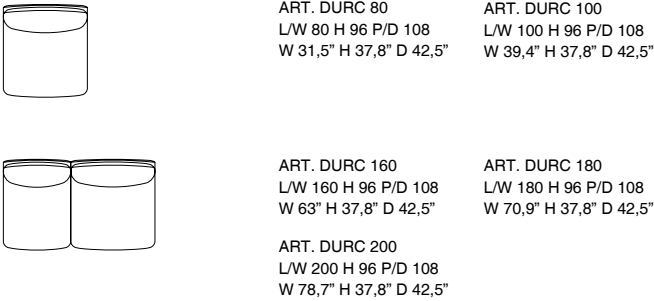 ART. DURC 80
L/W 80 H 96 P/D 108
W 31,5” H 37,8” D 42,5”
ART. DURC 100
L/W 100 H 96 P/D 108
W 39,4” H 37,8” D 42,5”
ART. DURC 160
L/W 160 H 96 P/D 108
W 63” H 37,8” D 42,5”
ART. DURC 180
L/W 180 H 96 P/D 108
W 70,9” H 37,8” D 42,5”
ART. DURC 200
L/W 200 H 96 P/D 108
W 78,7” H 37,8” D 42,5”